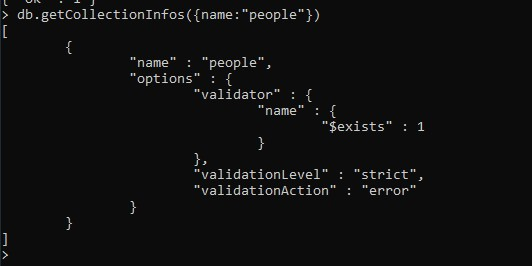 { "ok" : 1 }
> db.getCollectionInfos({name:"people"})
[
        {
                "name" : "people",
                "options" : {
                        "validator" : {
                                "name" : {
                                        "$exists" : 1
                                }
                        },
                        "validationLevel" : "strict",
                        "validationAction" : "error"
                }
        }
]
>